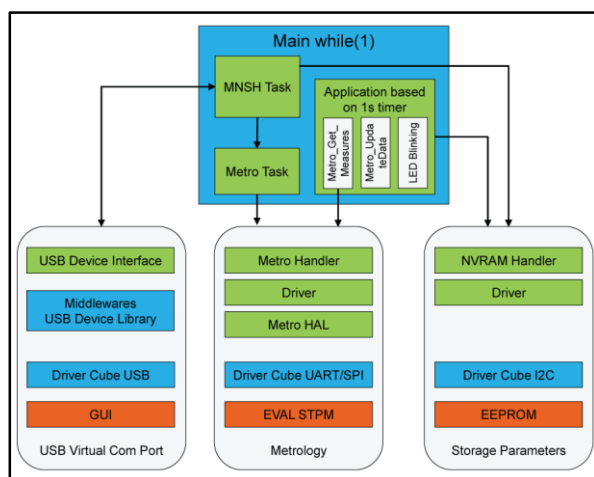 Main while(1)
MNSH Task
Application based
on 1s timer
Metro_Get_
Measures
Metro_Upda
teData
LED Blinking
Metro Task
USB Device Interface
Middlewares
USB Device Library
Driver Cube USB
GUI
USB Virtual Com Port
Metro Handler
Driver
Metro HAL
Driver Cube UART/SPI
EVAL STPM
Metrology
NVRAM Handler
Driver
Driver Cube I2C
EEPROM
Storage Parameters